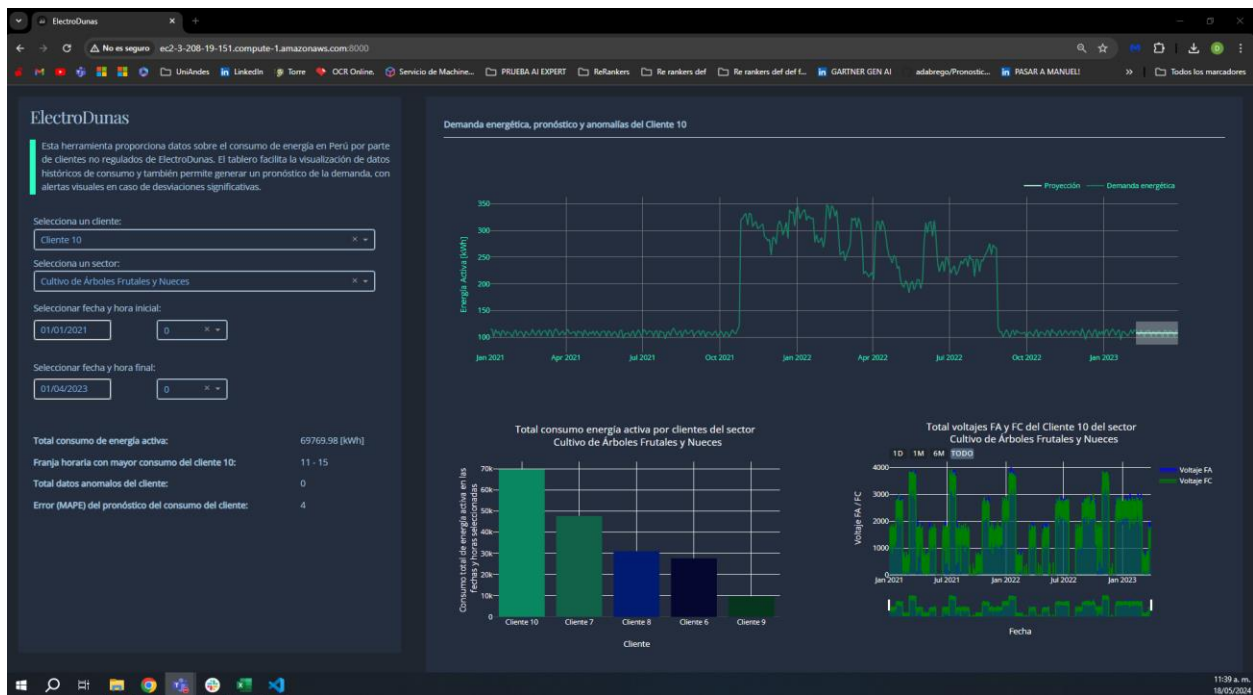 ElectroDunas
No es seguro ec2-3-208-19-151.compute-1.amazonaws.com:8000
UniAndes LinkedIn Torre OCR Online. Servicio de Machine... PRUEBA AI EXPERT ReRankers Re rankers def Re rankers def def f... GARTNER GEN AI adabrego/Pronostic... PASAR A MANUEL! » Todos los marcadores
ElectroDunas
Esta herramienta proporciona datos sobre el consumo de energía en Perú por parte
de clientes no regulados de ElectroDunas. El tablero facilita la visualización de datos
históricos de consumo y también permite generar un pronóstico de la demanda, con
alertas visuales en caso de desviaciones significativas.
Selecciona un cliente:
Cliente 10
Selecciona un sector:
Cultivo de Árboles Frutales y Nueces
Seleccionar fecha y hora inicial:
01/01/2021 0
Seleccionar fecha y hora final:
01/04/2023 0
Total consumo de energía activa: 69769.98 [kWh]
Franja horaria con mayor consumo del cliente 10: 11 - 15
Total datos anomalos del cliente: 0
Error (MAPE) del pronóstico del consumo del cliente: 4
Demanda energética, pronóstico y anomalías del Cliente 10
Proyección Demanda energética
Energía Activa [kWh]
350
300
250
200
150
100
Jan 2021 Apr 2021 Jul 2021 Oct 2021 Jan 2022 Apr 2022 Jul 2022 Oct 2022 Jan 2023
Total consumo energía activa por clientes del sector
Cultivo de Árboles Frutales y Nueces
Consumo total de energía activa en las
fechas y horas seleccionadas
70k
60k
50k
40k
30k
20k
10k
0
Cliente 10 Cliente 7 Cliente 8 Cliente 6 Cliente 9
Cliente
Total voltajes FA y FC del Cliente 10 del sector
Cultivo de Árboles Frutales y Nueces
1D 1M 6M TODO
Voltaje FA
Voltaje FC
Voltaje FA / FC
4000
3000
2000
1000
0
Jan 2021 Jul 2021 Jan 2022 Jul 2022 Jan 2023
Fecha
11:39 a. m.
18/05/2024